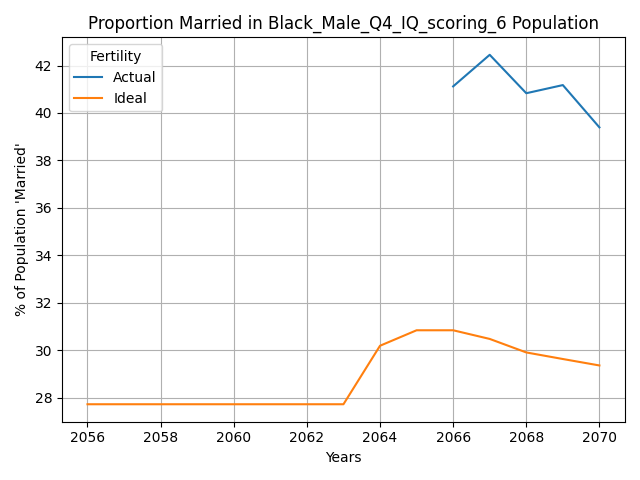 Proportion Married in Black_Male_Q4_IQ_scoring_6 Population
Fertility
Actual
Ideal
% of Population 'Married'
42
40
38
36
34
32
30
28
2056 2058 2060 2062 2064 2066 2068 2070
Years